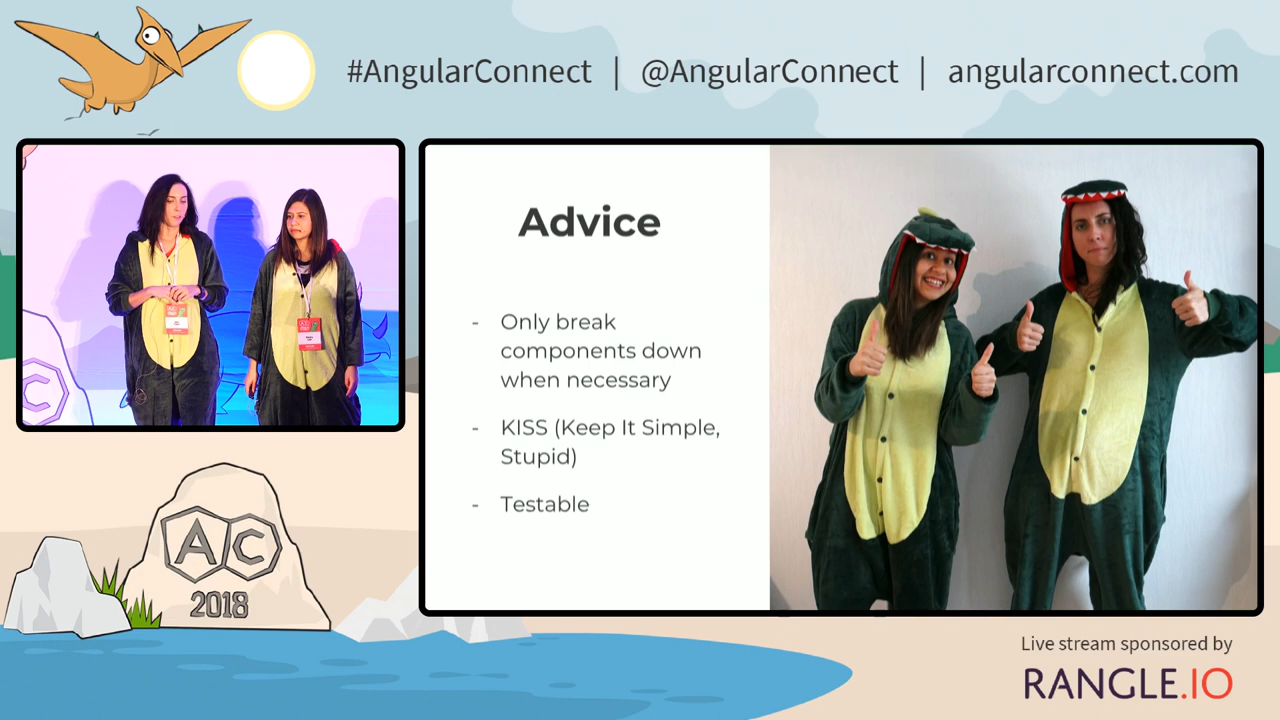 #AngularConnect | @AngularConnect | angularconnect.com
Advice
- Only break
components down
when necessary
- KISS (Keep It Simple,
Stupid)
- Testable
AC
2018
Live stream sponsored by
RANGLE.IO